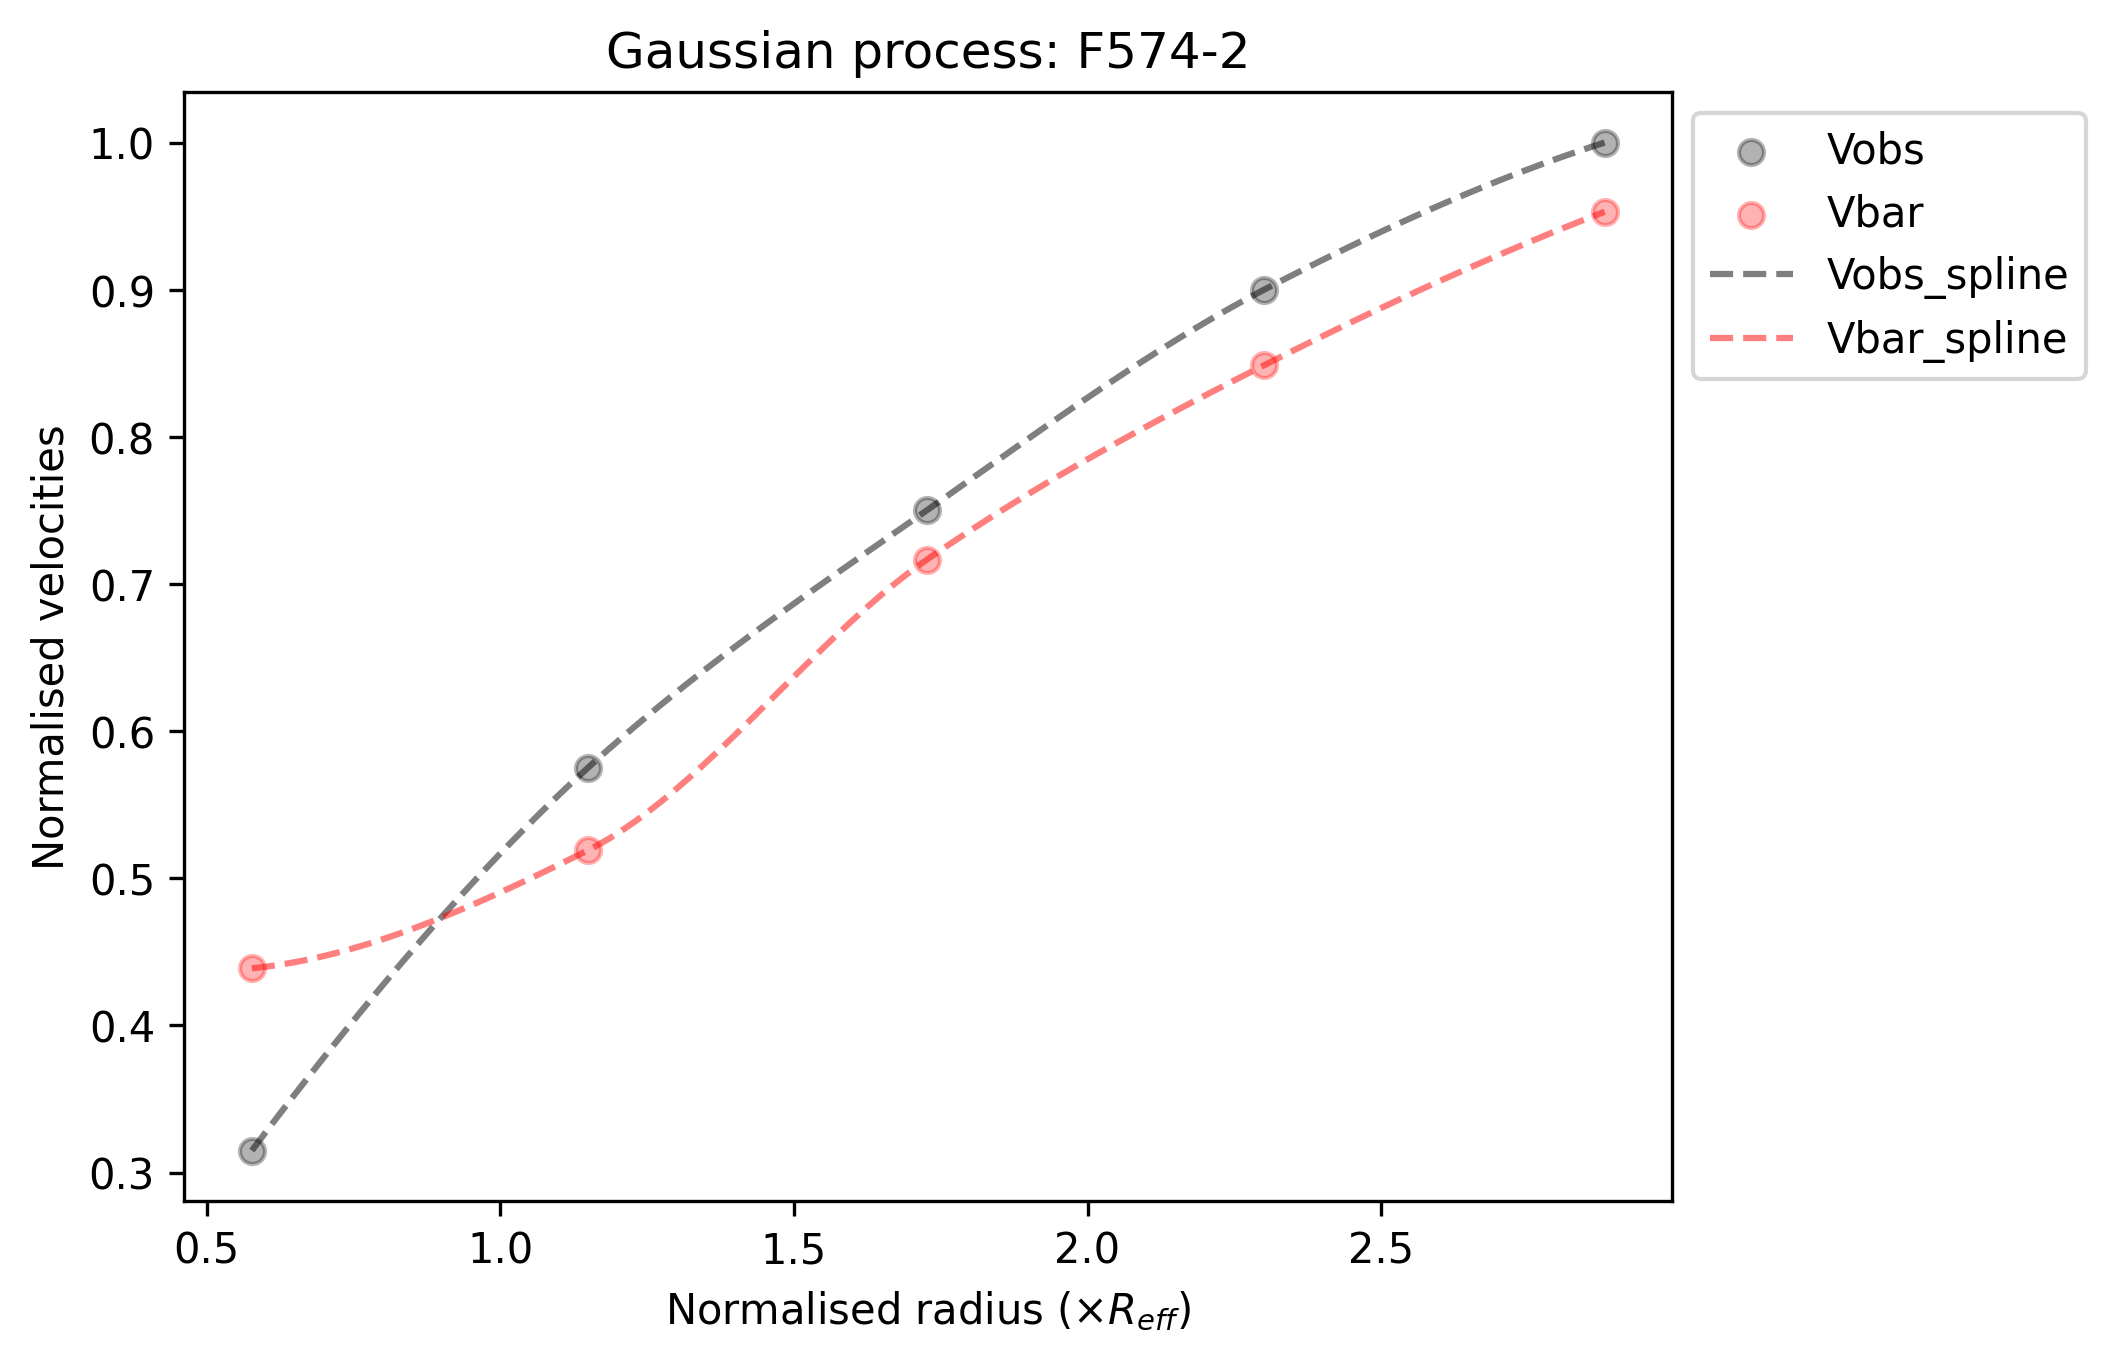 Gaussian process: F574-2
1.0
0.9
0.8
0.7
0.6
0.5
0.4
0.3
Normalised velocities
0.5 1.0 1.5 2.0 2.5
Normalised radius (×R_eff)
Vobs
Vbar
Vobs_spline
Vbar_spline